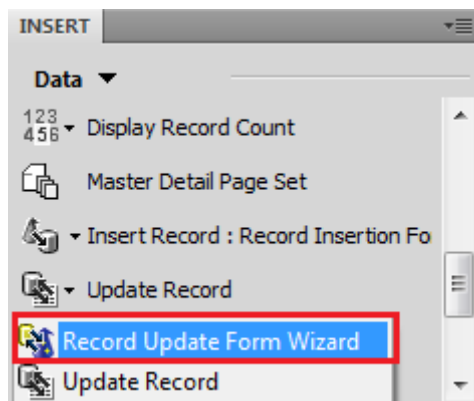 INSERT
Data
123
456
Display Record Count
Master Detail Page Set
Insert Record : Record Insertion Fo
Update Record
Record Update Form Wizard
Update Record